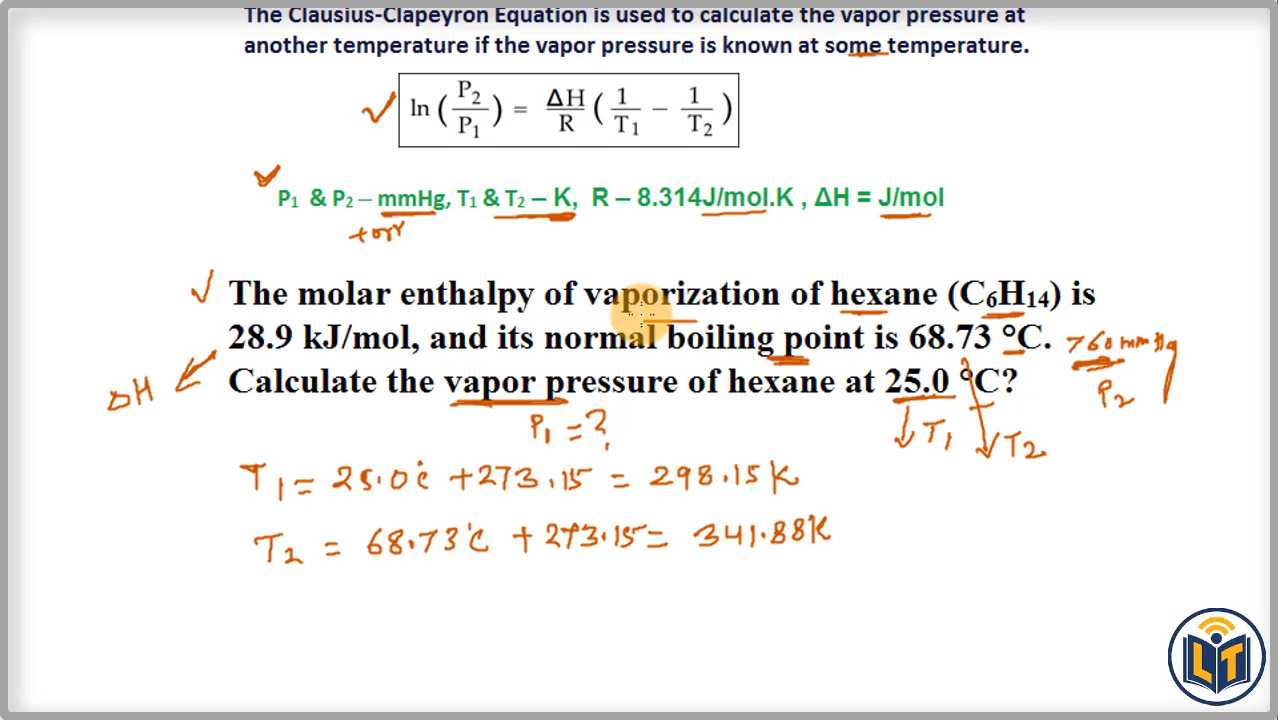 The Clausius-Clapeyron Equation is used to calculate the vapor pressure at
another temperature if the vapor pressure is known at some temperature.
ln (P₂/P₁) = ΔH/R (1/T₁ − 1/T₂)
P₁ & P₂ – mmHg, T₁ & T₂ – K, R – 8.314J/mol.K , ΔH = J/mol
torr
The molar enthalpy of vaporization of hexane (C₆H₁₄) is
28.9 kJ/mol, and its normal boiling point is 68.73 °C.
760 mmHg
Calculate the vapor pressure of hexane at 25.0 °C?
ΔH
P₂
P₁ = ?
T₁
T₂
T₁ = 25.0°C + 273.15 = 298.15K
T₂ = 68.73°C + 273.15 = 341.88K
LT